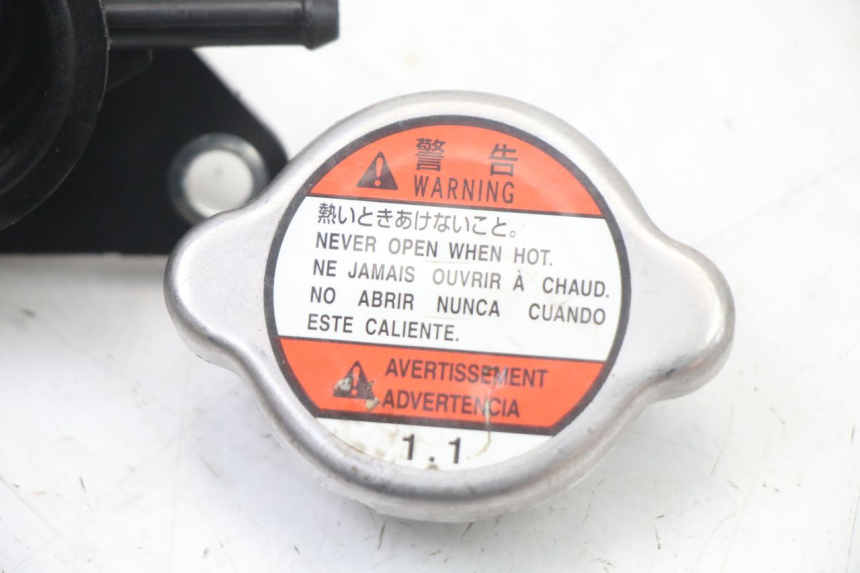 警告
WARNING
熱いときあけないこと。
NEVER OPEN WHEN HOT.
NE JAMAIS OUVRIR À CHAUD.
NO ABRIR NUNCA CUANDO
ESTE CALIENTE.
AVERTISSEMENT
ADVERTENCIA
1.1